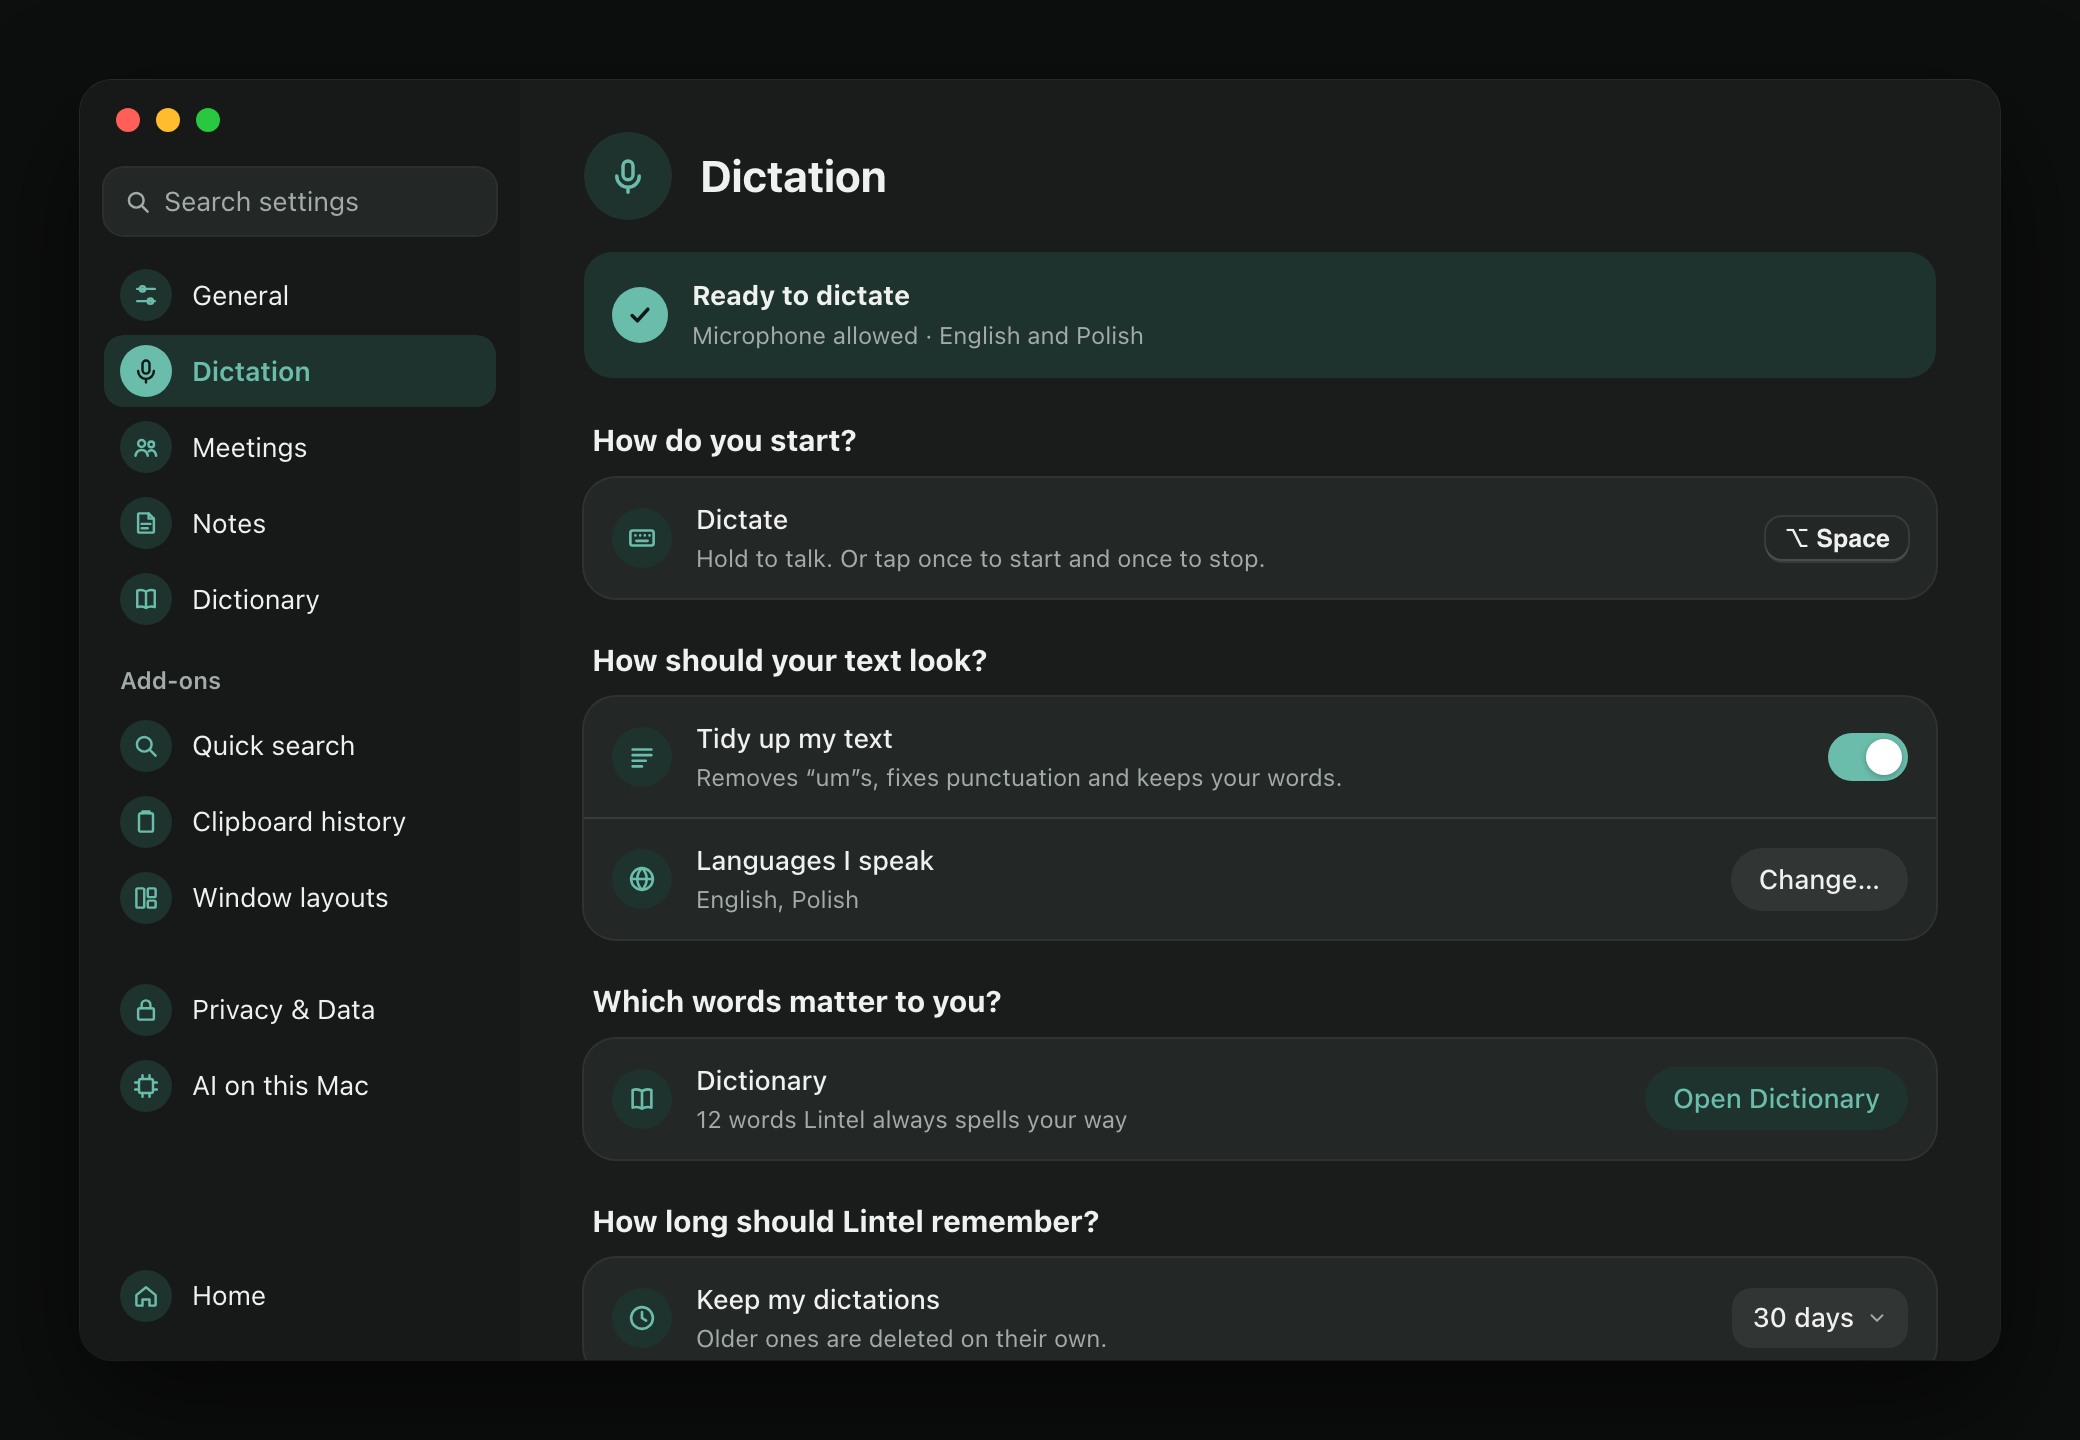 Search settings
General
Dictation
Meetings
Notes
Dictionary
Add-ons
Quick search
Clipboard history
Window layouts
Privacy & Data
AI on this Mac
Home
Dictation
Ready to dictate
Microphone allowed · English and Polish
How do you start?
Dictate
Hold to talk. Or tap once to start and once to stop.
⌥ Space
How should your text look?
Tidy up my text
Removes “um”s, fixes punctuation and keeps your words.
Languages I speak
English, Polish
Change...
Which words matter to you?
Dictionary
12 words Lintel always spells your way
Open Dictionary
How long should Lintel remember?
Keep my dictations
Older ones are deleted on their own.
30 days